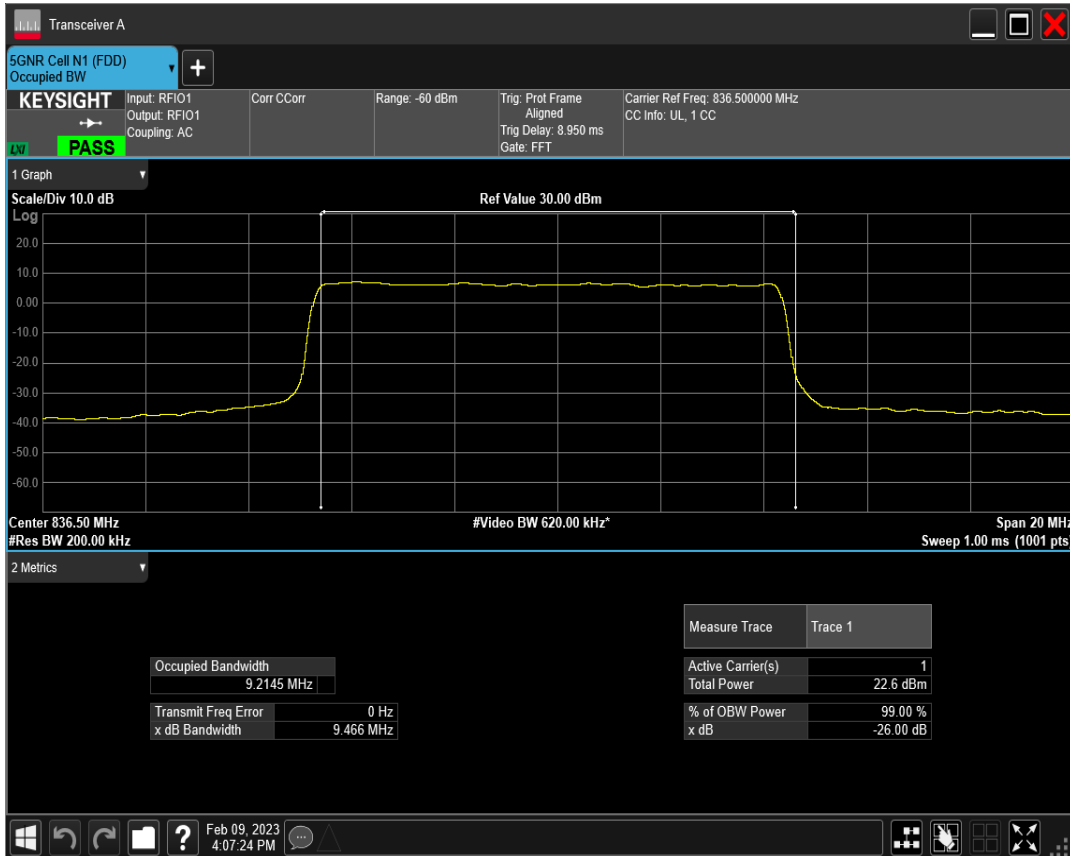 Transceiver A
5GNR Cell N1 (FDD)
Occupied BW
+
KEYSIGHT
LXI
PASS
Input: RFIO1
Output: RFIO1
Coupling: AC
Corr CCorr
Range: -60 dBm
Trig: Prot Frame
Aligned
Trig Delay: 8.950 ms
Gate: FFT
Carrier Ref Freq: 836.500000 MHz
CC Info: UL, 1 CC
1 Graph
Scale/Div 10.0 dB
Ref Value 30.00 dBm
Log
20.0
10.0
0.00
-10.0
-20.0
-30.0
-40.0
-50.0
-60.0
Center 836.50 MHz
#Video BW 620.00 kHz*
Span 20 MHz
#Res BW 200.00 kHz
Sweep 1.00 ms (1001 pts)
2 Metrics
Measure Trace Trace 1
Occupied Bandwidth
9.2145 MHz
Active Carrier(s) 1
Total Power 22.6 dBm
Transmit Freq Error 0 Hz
x dB Bandwidth 9.466 MHz
% of OBW Power 99.00 %
x dB -26.00 dB
?
Feb 09, 2023
4:07:24 PM